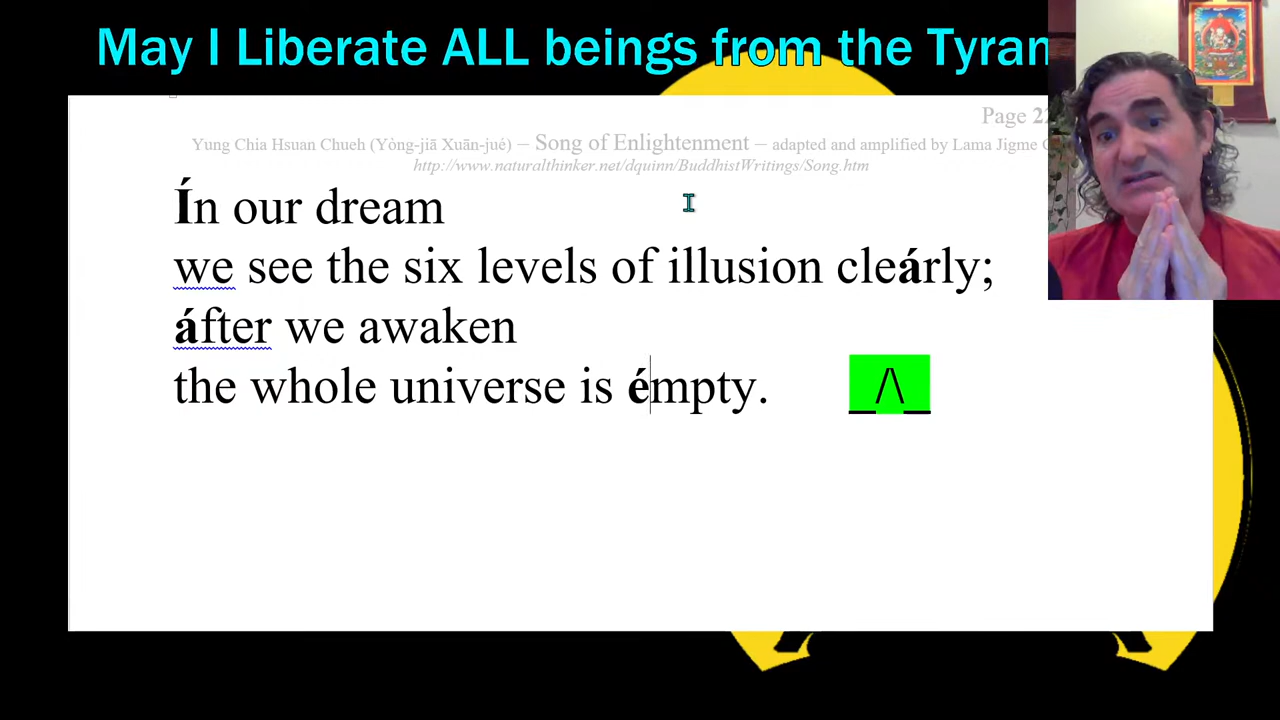 May I Liberate ALL beings from the
Page
Yung Chia Hsuan Chueh (Yòng-jiā Xuān-jué) – Song of Enlightenment – adapted and amplified by Lama Jigme
http://www.naturalthinker.net/dquinn/BuddhistWritings/Song.htm
Ín our dream
we see the six levels of illusion cleárly;
áfter we awaken
the whole universe is émpty. _/\_